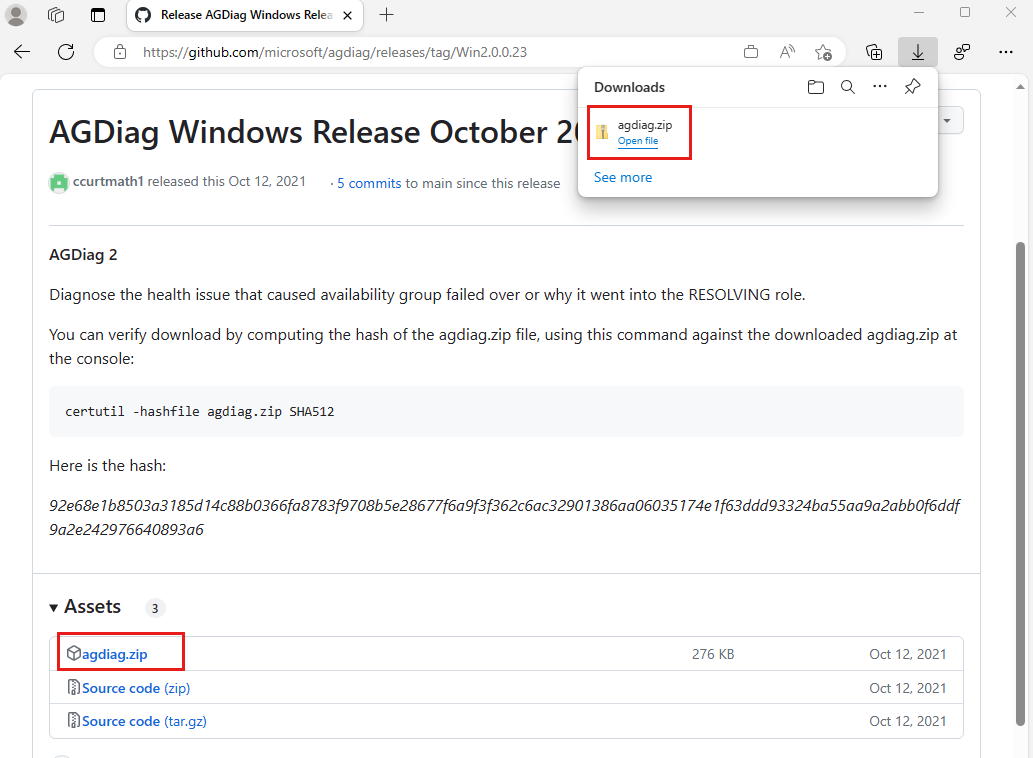 Release AGDiag Windows Relea
https://github.com/microsoft/agdiag/releases/tag/Win2.0.0.23
Downloads
agdiag.zip
Open file
See more
AGDiag Windows Release October 20
ccurtmath1 released this Oct 12, 2021 · 5 commits to main since this release
AGDiag 2
Diagnose the health issue that caused availability group failed over or why it went into the RESOLVING role.
You can verify download by computing the hash of the agdiag.zip file, using this command against the downloaded agdiag.zip at
the console:
certutil -hashfile agdiag.zip SHA512
Here is the hash:
92e68e1b8503a3185d14c88b0366fa8783f9708b5e28677f6a9f3f362c6ac32901386aa06035174e1f63ddd93324ba55aa9a2abb0f6ddf
9a2e242976640893a6
Assets 3
agdiag.zip 276 KB Oct 12, 2021
Source code (zip) Oct 12, 2021
Source code (tar.gz) Oct 12, 2021